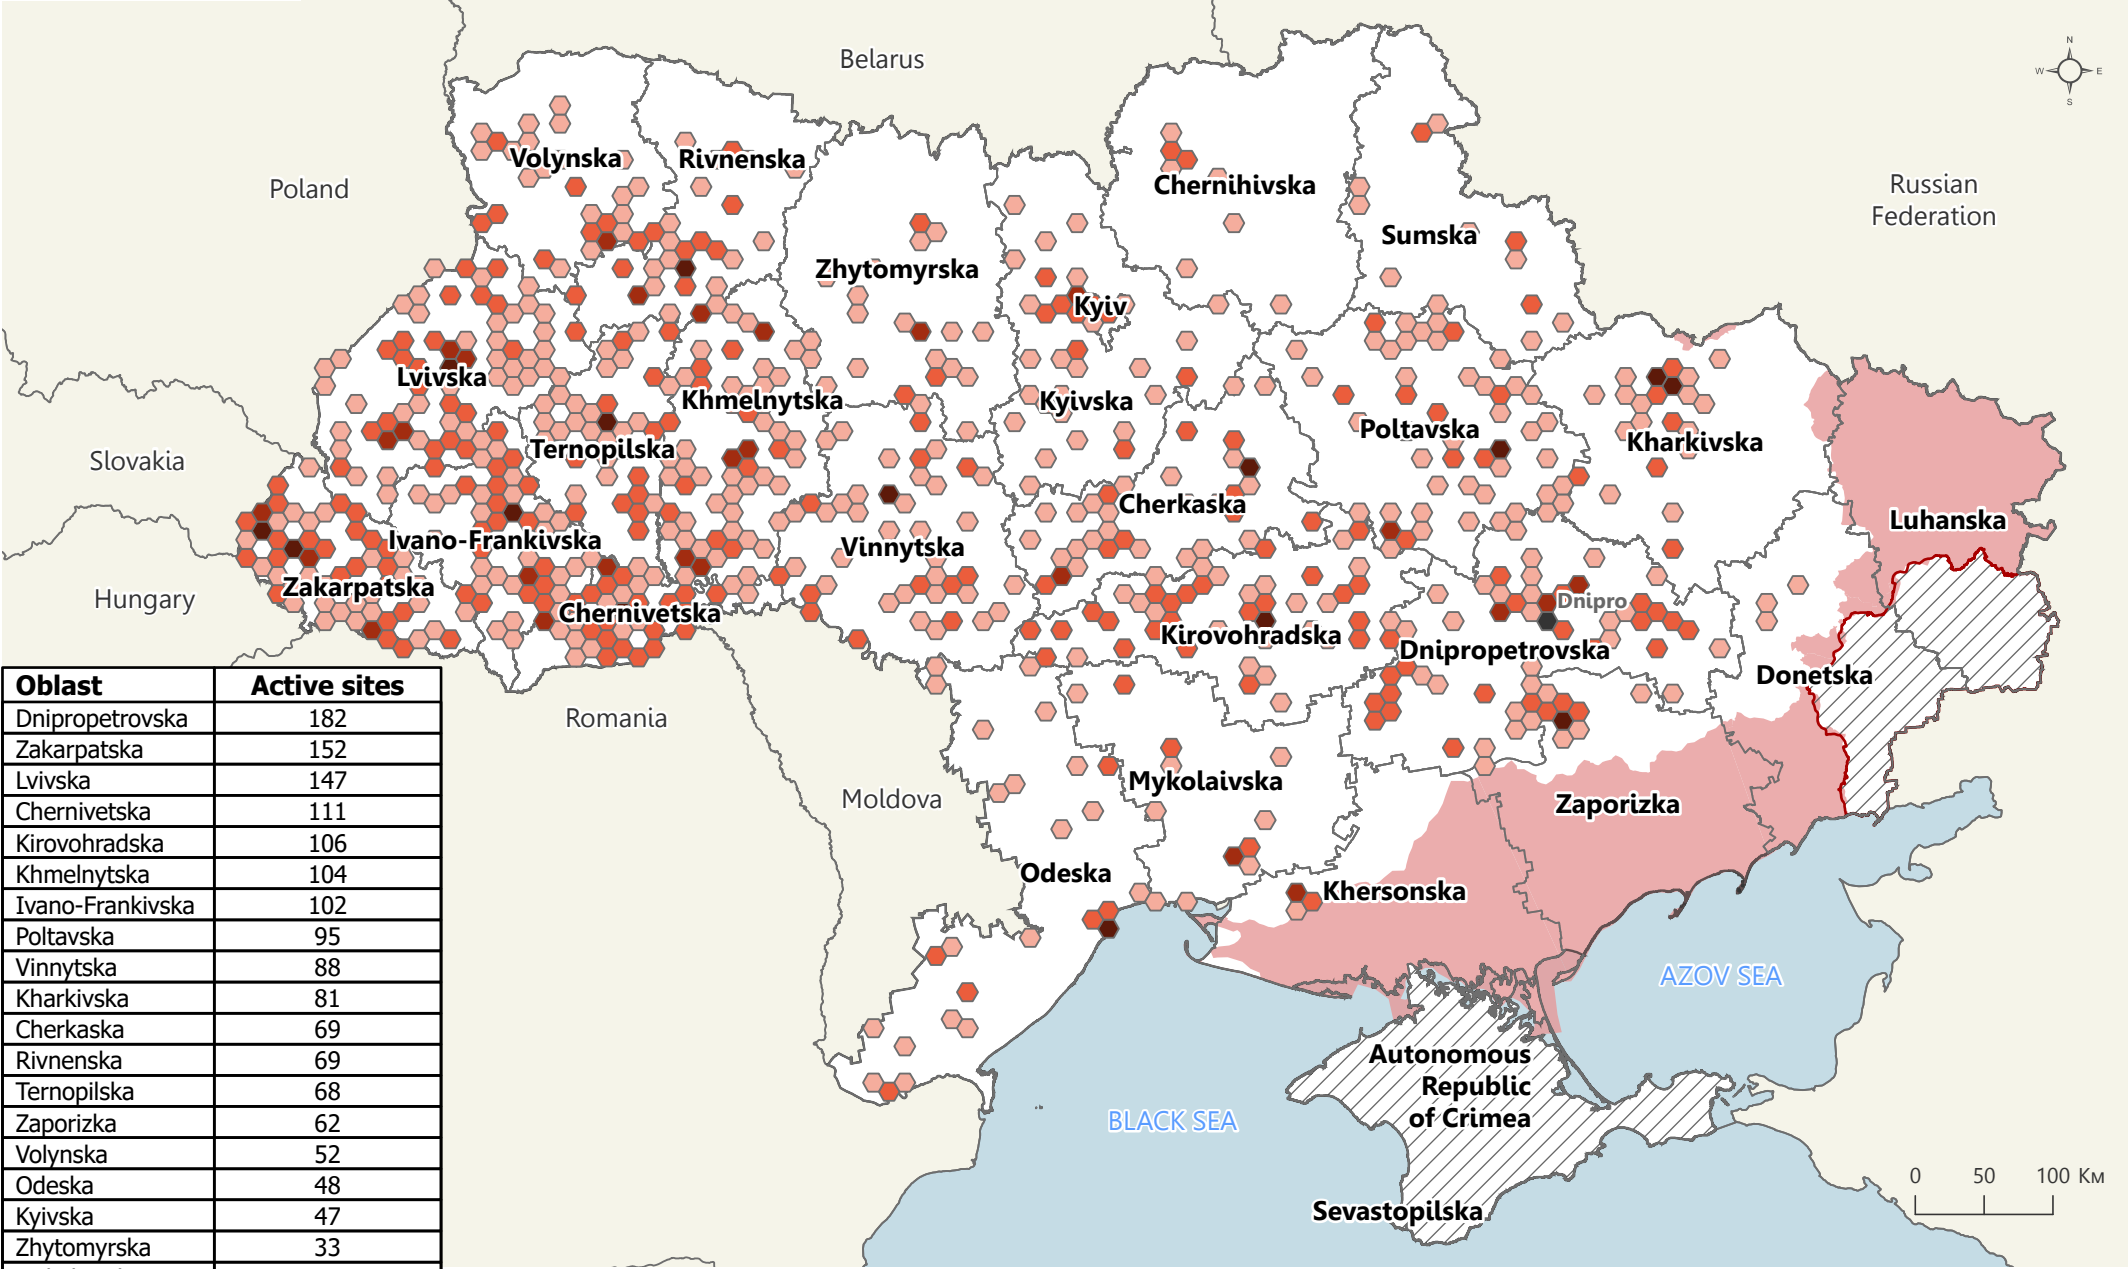 Belarus
N
W E
S
Poland
Volynska
Rivnenska
Chernihivska
Russian
Federation
Sumska
Zhytomyrska
Kyiv
Lvivska
Khmelnytska
Kyivska
Poltavska
Kharkivska
Slovakia
Ternopilska
Cherkaska
Luhanska
Ivano-Frankivska
Vinnytska
Zakarpatska
Hungary
Chernivetska
Dnipro
Kirovohradska
Dnipropetrovska
Donetska
Romania
Moldova
Mykolaivska
Zaporizka
Odeska
Khersonska
AZOV SEA
Autonomous
Republic
of Crimea
BLACK SEA
Sevastopilska
0 50 100 Км
Oblast Active sites
Dnipropetrovska 182
Zakarpatska 152
Lvivska 147
Chernivetska 111
Kirovohradska 106
Khmelnytska 104
Ivano-Frankivska 102
Poltavska 95
Vinnytska 88
Kharkivska 81
Cherkaska 69
Rivnenska 69
Ternopilska 68
Zaporizka 62
Volynska 52
Odeska 48
Kyivska 47
Zhytomyrska 33